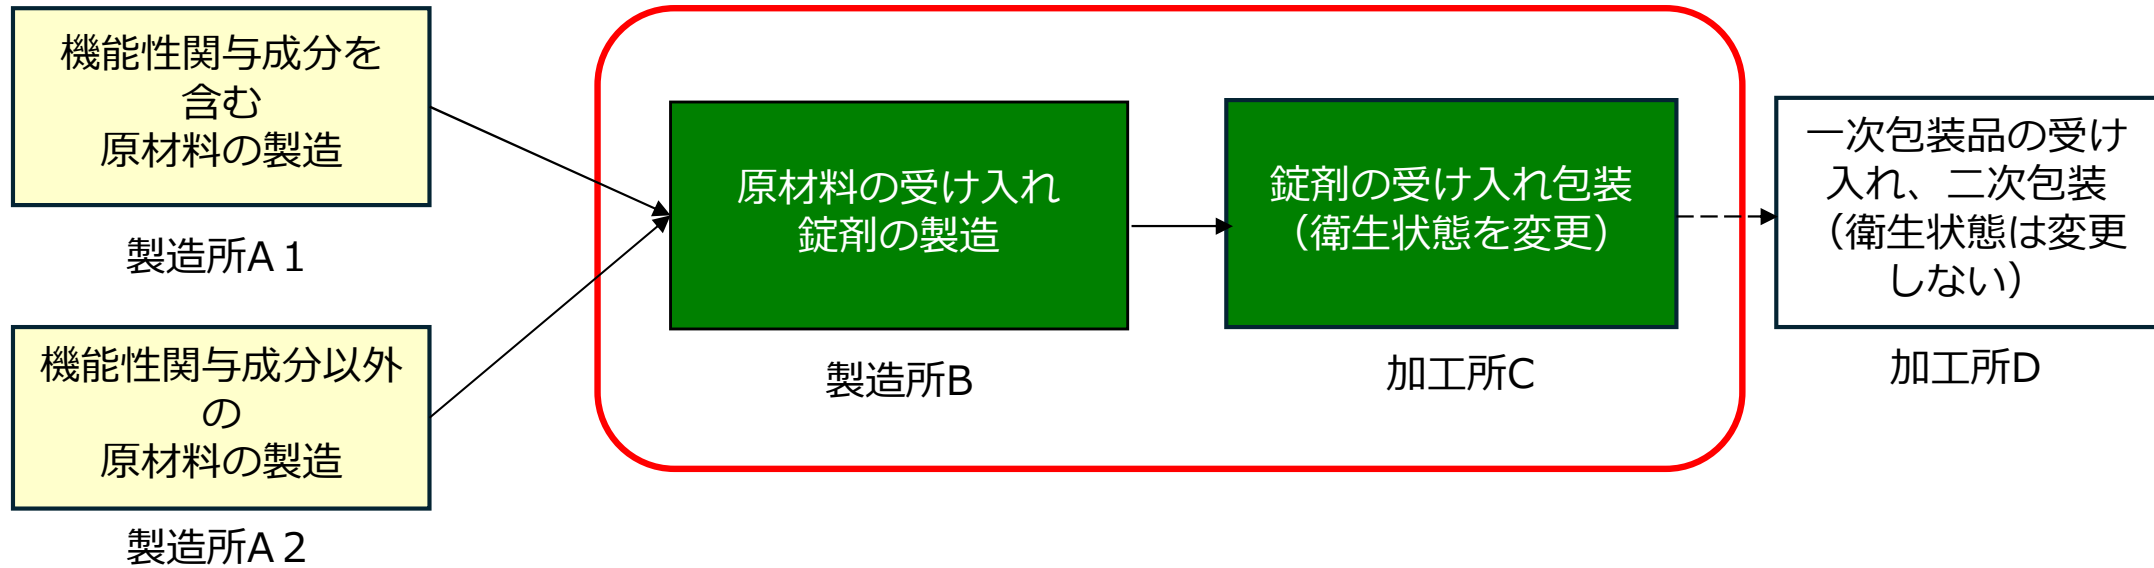 機能性関与成分を
含む
原材料の製造
製造所A１
機能性関与成分以外
の
原材料の製造
製造所A２
原材料の受け入れ
錠剤の製造
製造所B
錠剤の受け入れ包装
（衛生状態を変更）
加工所C
一次包装品の受け
入れ、二次包装
（衛生状態は変更
しない）
加工所D